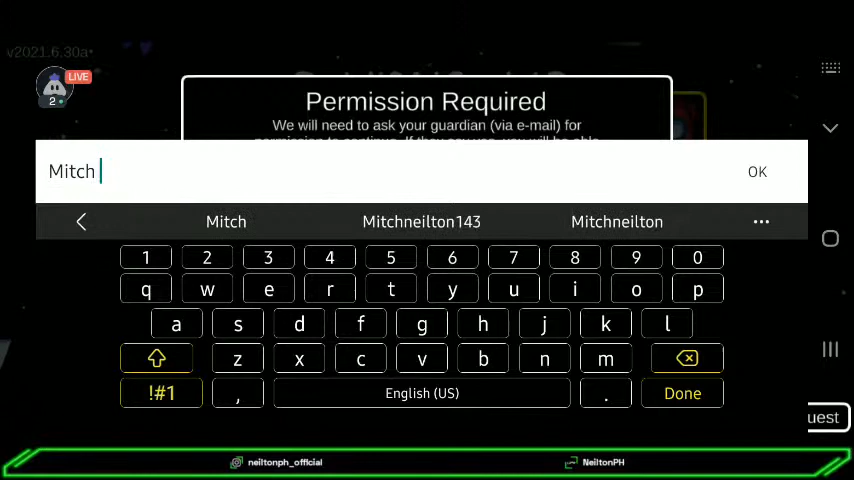 v2021.6.30a
LIVE
2
Permission Required
We will need to ask your guardian (via e-mail) for
Mitch
OK
Mitch Mitchneilton143 Mitchneilton ...
1 2 3 4 5 6 7 8 9 0
q w e r t y u i o p
a s d f g h j k l
z x c v b n m
!#1 , English (US) . Done
uest
neiltonph_official NeiltonPH